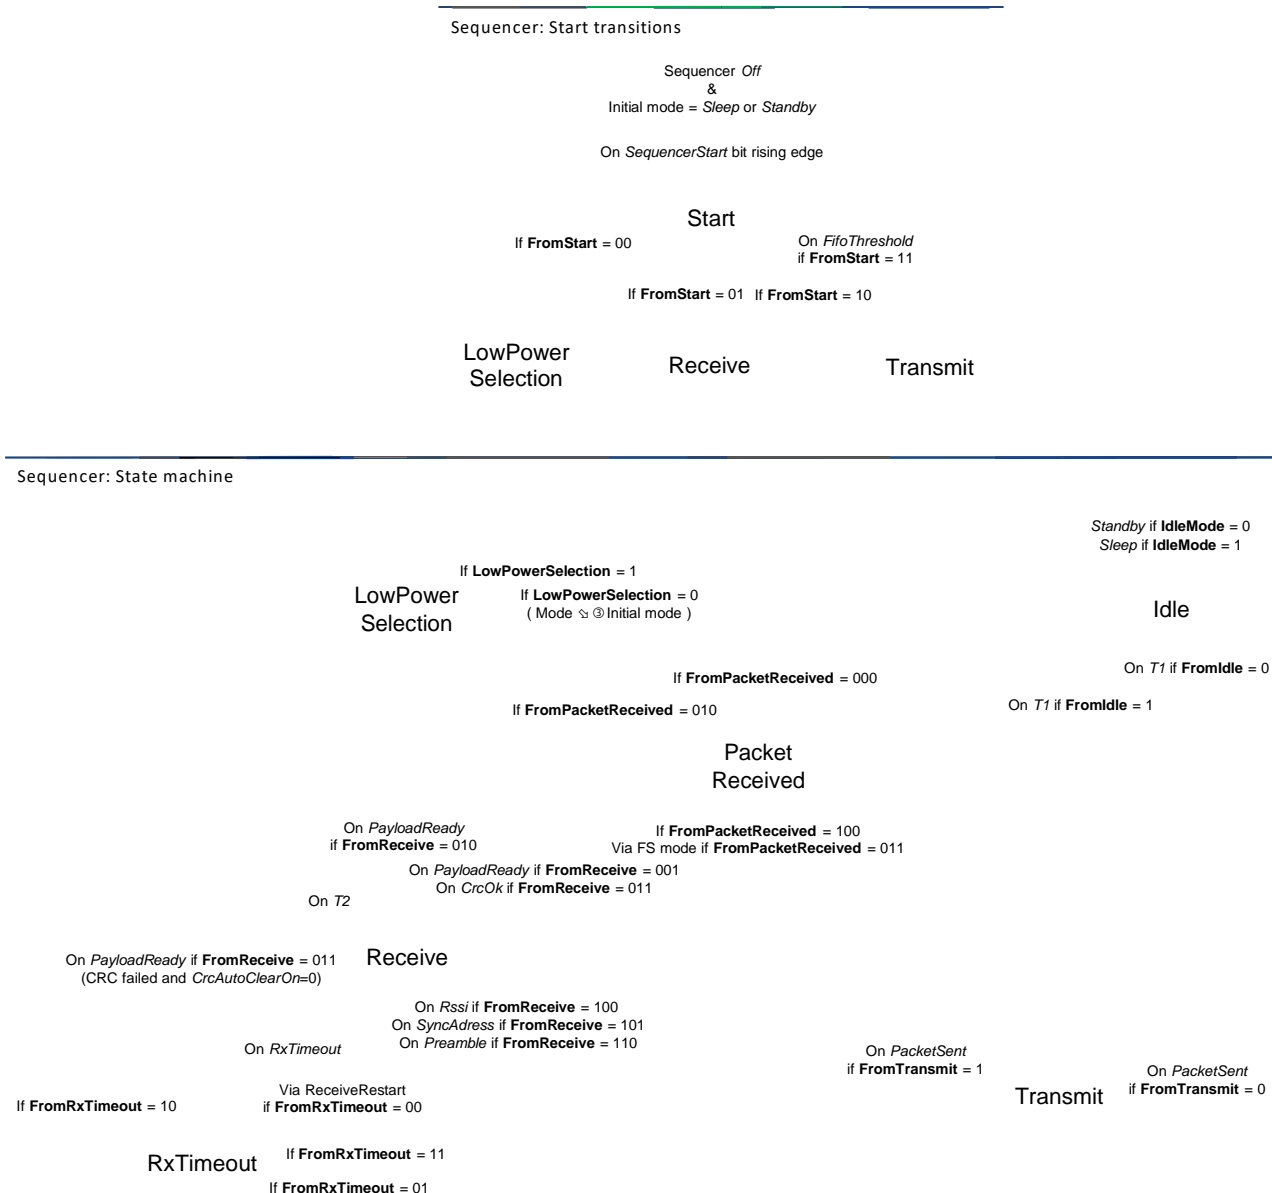 Sequencer: Start transitions
Sequencer Off
&
Initial mode = Sleep or Standby
On SequencerStart bit rising edge
Start
If FromStart = 00
On FifoThreshold
if FromStart = 11
If FromStart = 01
If FromStart = 10
LowPower
Selection
Receive
Transmit
Sequencer: State machine
Standby if IdleMode = 0
Sleep if IdleMode = 1
If LowPowerSelection = 1
LowPower
Selection
If LowPowerSelection = 0
( Mode ⇘ ③ Initial mode )
Idle
On T1 if FromIdle = 0
If FromPacketReceived = 000
On T1 if FromIdle = 1
If FromPacketReceived = 010
Packet
Received
On PayloadReady
if FromReceive = 010
If FromPacketReceived = 100
Via FS mode if FromPacketReceived = 011
On PayloadReady if FromReceive = 001
On CrcOk if FromReceive = 011
On T2
Receive
On PayloadReady if FromReceive = 011
(CRC failed and CrcAutoClearOn=0)
On Rssi if FromReceive = 100
On SyncAdress if FromReceive = 101
On Preamble if FromReceive = 110
On RxTimeout
On PacketSent
if FromTransmit = 1
Transmit
On PacketSent
if FromTransmit = 0
Via ReceiveRestart
if FromRxTimeout = 00
If FromRxTimeout = 10
RxTimeout
If FromRxTimeout = 11
If FromRxTimeout = 01